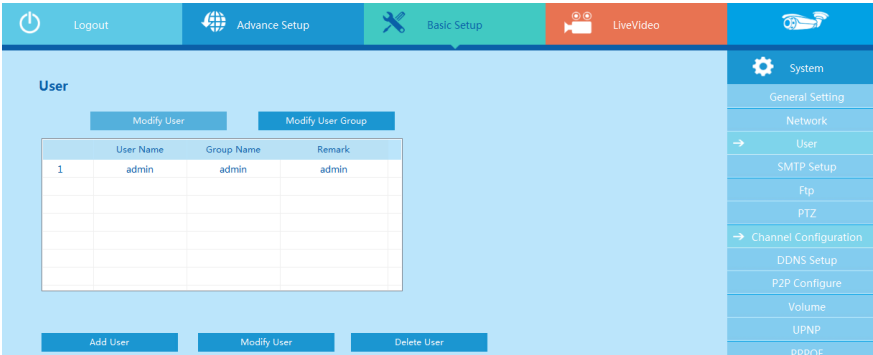 Logout
Advance Setup
Basic Setup
LiveVideo
System
User
Modify User
Modify User Group
User Name Group Name Remark
1 admin admin admin
Add User
Modify User
Delete User
General Setting
Network
→ User
SMTP Setup
Ftp
PTZ
→ Channel Configuration
DDNS Setup
P2P Configure
Volume
UPNP
PPPOE